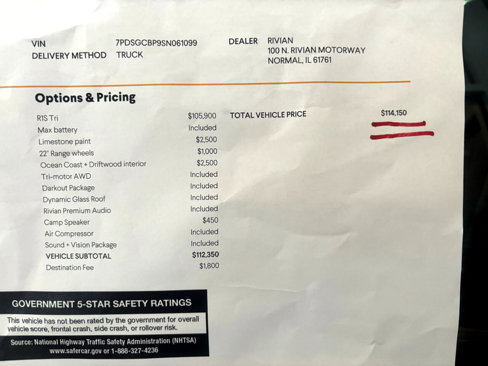 VIN 7PDSGCBP9SN061099 DEALER RIVIAN
DELIVERY METHOD TRUCK 100 N. RIVIAN MOTORWAY
NORMAL, IL 61761
Options & Pricing
R1S Tri $105,900 TOTAL VEHICLE PRICE $114,150
Max battery Included
Limestone paint $2,500
22" Range wheels $1,000
Ocean Coast + Driftwood interior $2,500
Tri-motor AWD Included
Darkout Package Included
Dynamic Glass Roof Included
Rivian Premium Audio Included
Camp Speaker $450
Air Compressor Included
Sound + Vision Package Included
VEHICLE SUBTOTAL $112,350
Destination Fee $1,800
GOVERNMENT 5-STAR SAFETY RATINGS
This vehicle has not been rated by the government for overall
vehicle score, frontal crash, side crash, or rollover risk.
Source: National Highway Traffic Safety Administration (NHTSA)
www.safercar.gov or 1-888-327-4236